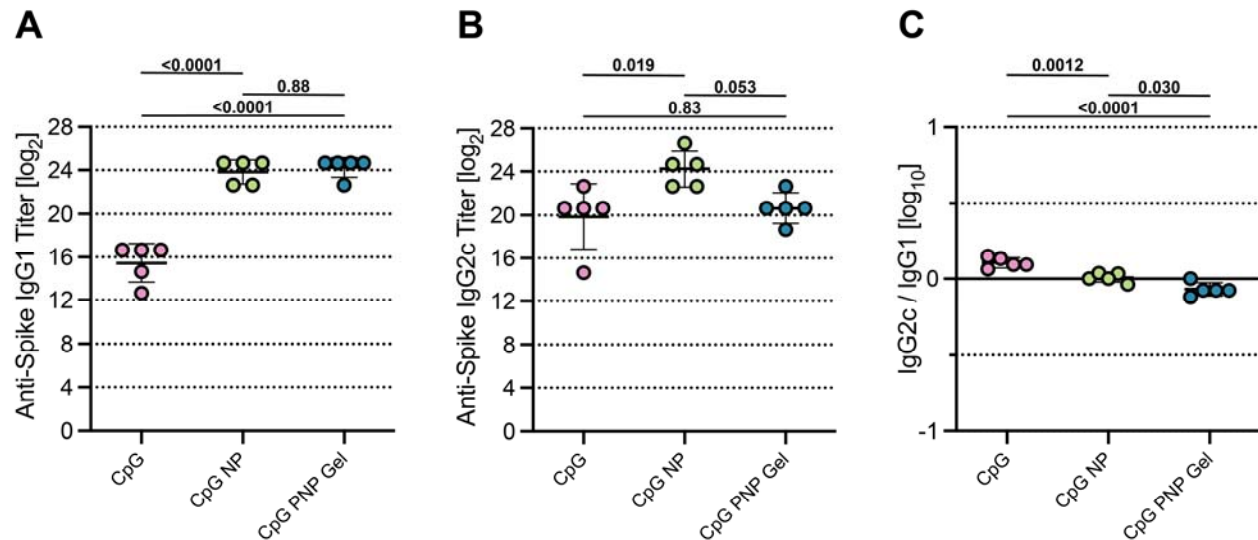 A
<0.0001
0.88
<0.0001
Anti-Spike IgG1 Titer [log2]
28
24
20
16
12
8
4
0
CpG
CpG NP
CpG PNP Gel
B
0.019
0.053
0.83
Anti-Spike IgG2c Titer [log2]
28
24
20
16
12
8
4
0
CpG
CpG NP
CpG PNP Gel
C
0.0012
0.030
<0.0001
IgG2c / IgG1 [log10]
1
0
-1
CpG
CpG NP
CpG PNP Gel